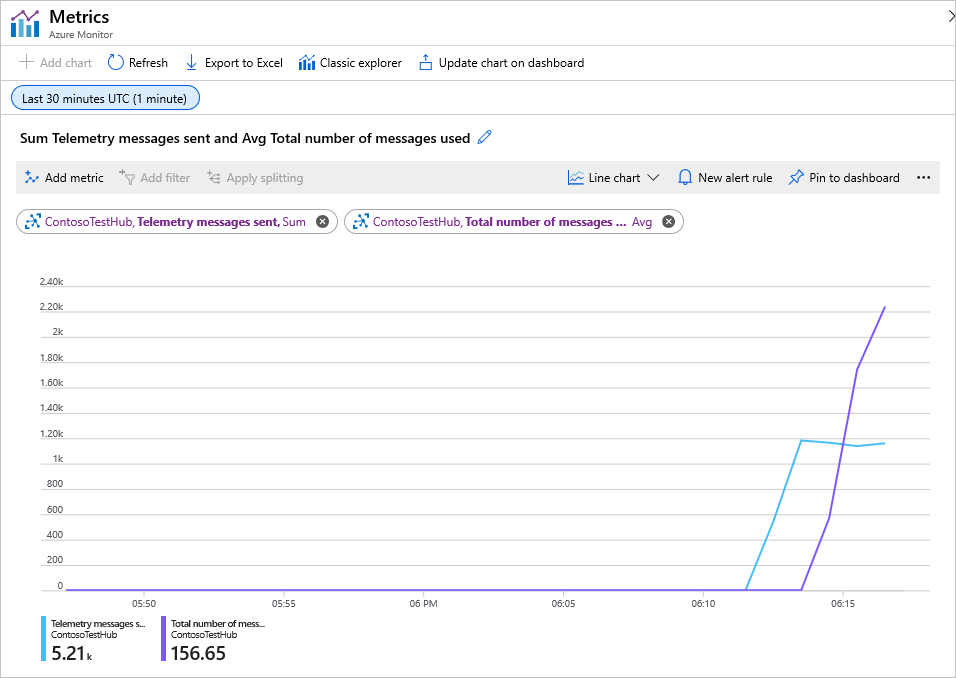 Metrics
Azure Monitor
Add chart Refresh Export to Excel Classic explorer Update chart on dashboard
Last 30 minutes UTC (1 minute)
Sum Telemetry messages sent and Avg Total number of messages used
Add metric Add filter Apply splitting Line chart New alert rule Pin to dashboard ...
ContosoTestHub, Telemetry messages sent, Sum ContosoTestHub, Total number of messages ... Avg
2.40k
2.20k
2k
1.80k
1.60k
1.40k
1.20k
1k
800
600
400
200
0
05:50 05:55 06 PM 06:05 06:10 06:15
Telemetry messages s... Total number of mess...
ContosoTestHub ContosoTestHub
5.21 k 156.65